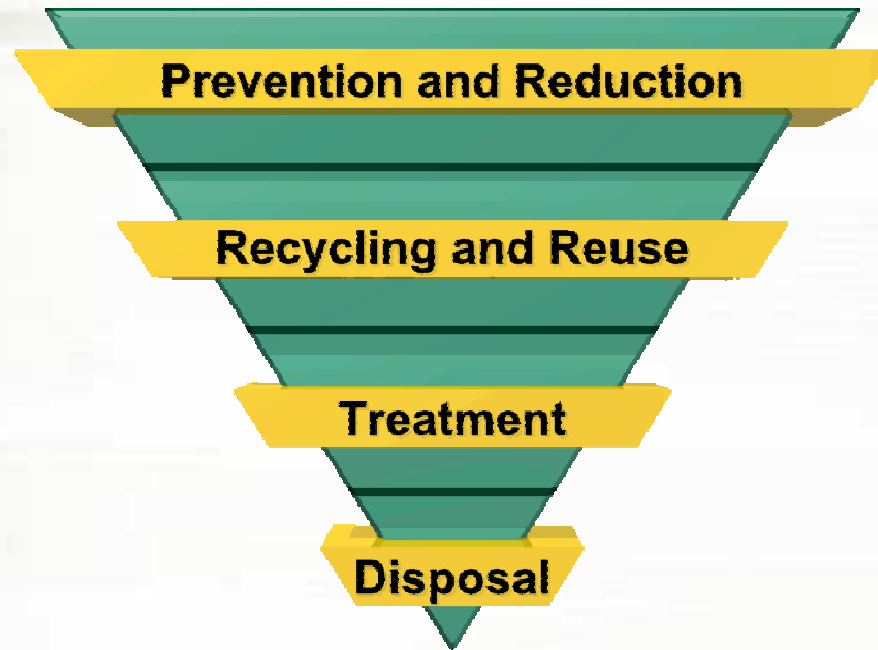 Prevention and Reduction
Recycling and Reuse
Treatment
Disposal